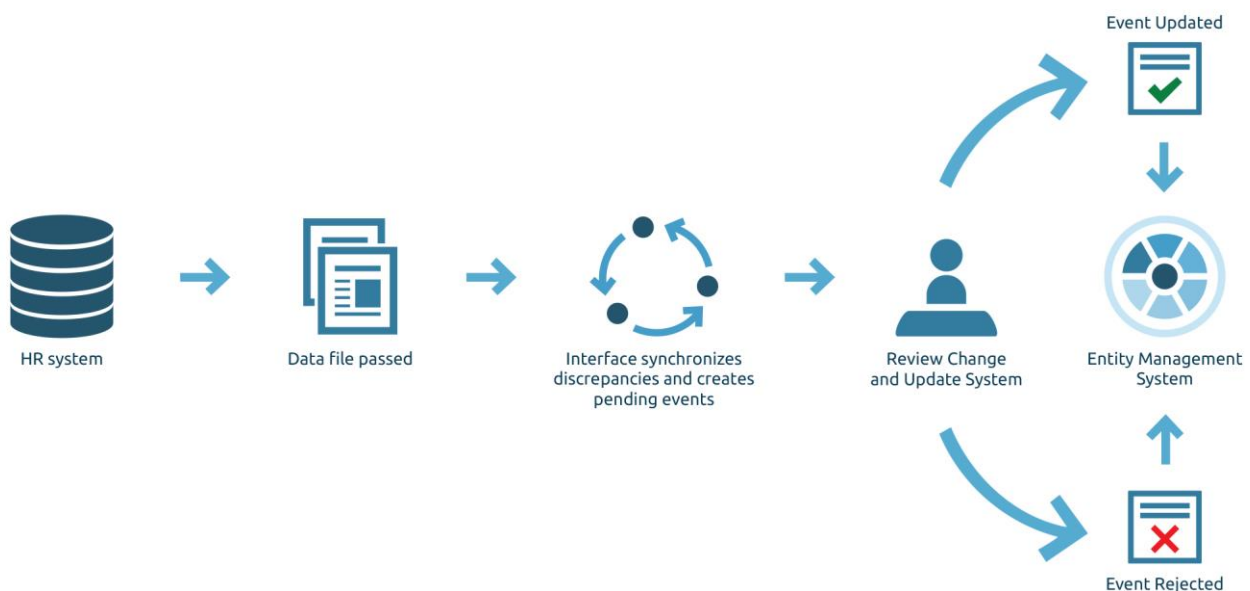 Event Updated
HR system
Data file passed
Interface synchronizes
discrepancies and creates
pending events
Review Change
and Update System
Entity Management
System
Event Rejected